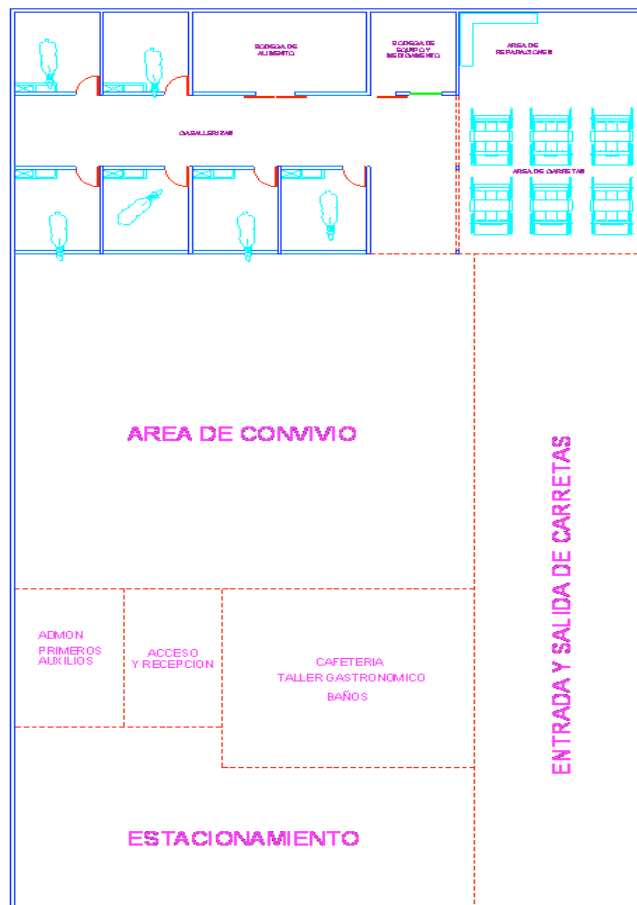 BODEGA DE
ALIMENTO
BODEGA DE
EQUIPO Y
MEDICAMENTO
AREA DE
REPARACIONES
CABALLERIZAS
AREA DE CARRETAS
AREA DE CONVIVIO
ENTRADA Y SALIDA DE CARRETAS
ADMON
PRIMEROS
AUXILIOS
ACCESO
Y RECEPCION
CAFETERIA
TALLER GASTRONOMICO
BAÑOS
ESTACIONAMIENTO